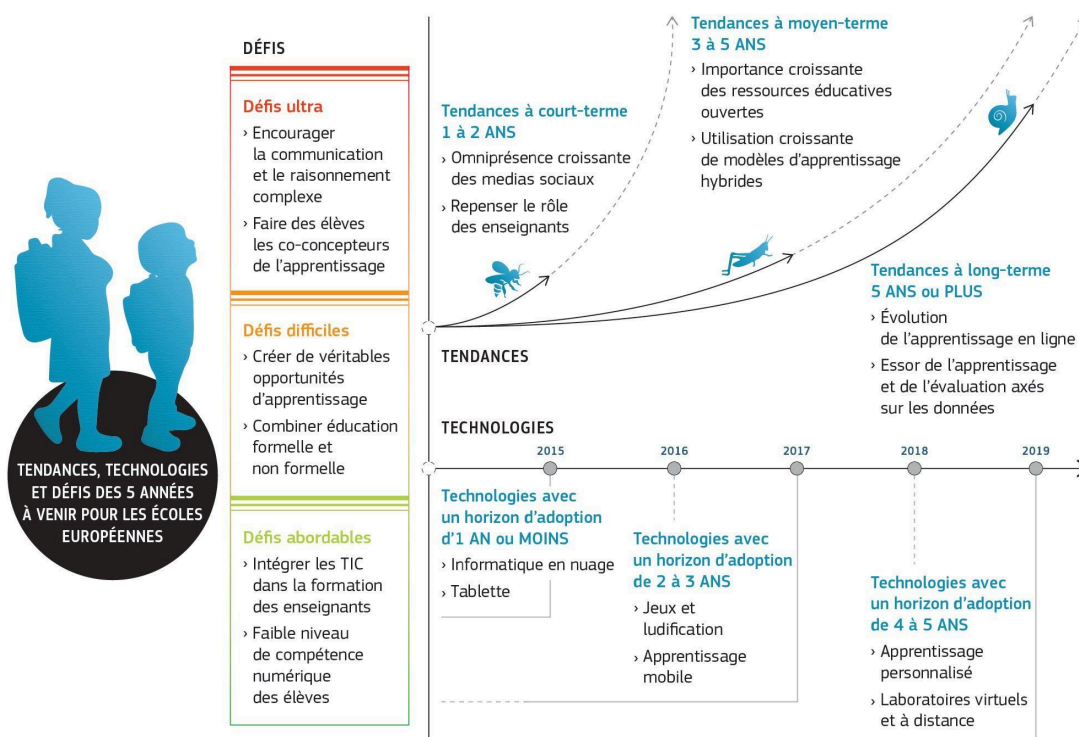 TENDANCES, TECHNOLOGIES
ET DÉFIS DES 5 ANNÉES
À VENIR POUR LES ÉCOLES
EUROPÉENNES
DÉFIS
Défis ultra
› Encourager
la communication
et le raisonnement
complexe
› Faire des élèves
les co-concepteurs
de l'apprentissage
Défis difficiles
› Créer de véritables
opportunités
d'apprentissage
› Combiner éducation
formelle et
non formelle
Défis abordables
› Intégrer les TIC
dans la formation
des enseignants
› Faible niveau
de compétence
numérique
des élèves
Tendances à court-terme
1 à 2 ANS
› Omniprésence croissante
des medias sociaux
› Repenser le rôle
des enseignants
Tendances à moyen-terme
3 à 5 ANS
› Importance croissante
des ressources éducatives
ouvertes
› Utilisation croissante
de modèles d'apprentissage
hybrides
Tendances à long-terme
5 ANS ou PLUS
› Évolution
de l'apprentissage en ligne
› Essor de l'apprentissage
et de l'évaluation axés
sur les données
TENDANCES
TECHNOLOGIES
2015
2016
2017
2018
2019
Technologies avec
un horizon d'adoption
d'1 AN ou MOINS
› Informatique en nuage
› Tablette
Technologies avec
un horizon d'adoption
de 2 à 3 ANS
› Jeux et
ludification
› Apprentissage
mobile
Technologies avec
un horizon d'adoption
de 4 à 5 ANS
› Apprentissage
personnalisé
› Laboratoires virtuels
et à distance